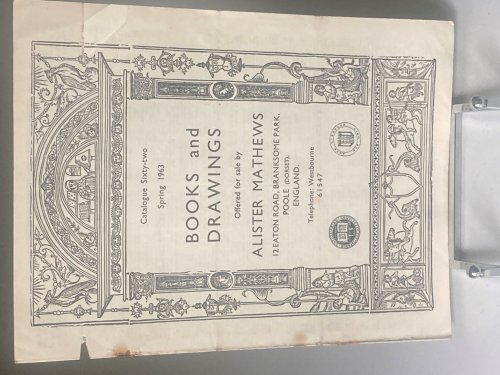 Catalogue Sixty-two
Spring 1963
BOOKS and
DRAWINGS
Offered for sale by
ALISTER MATHEWS
12 EATON ROAD, BRANKSOME PARK,
POOLE (DORSET),
ENGLAND.
Telephone: Westbourne
61547